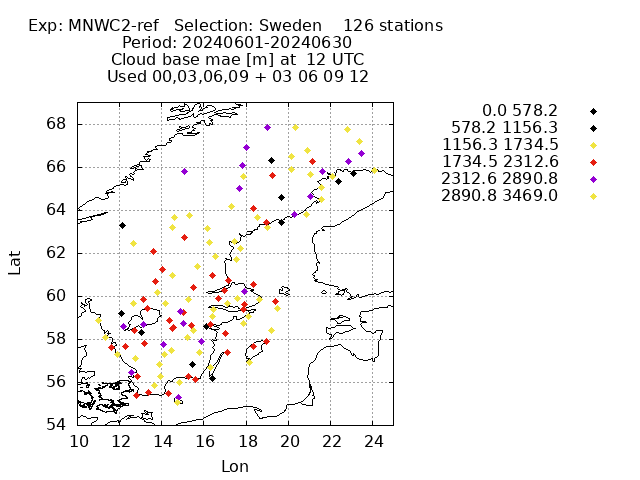 Exp: MNWC2-ref   Selection: Sweden    126 stations
Period: 20240601-20240630
Cloud base mae [m] at  12 UTC
Used 00,03,06,09 + 03 06 09 12
0.0 578.2
578.2 1156.3
1156.3 1734.5
1734.5 2312.6
2312.6 2890.8
2890.8 3469.0
68
66
64
62
60
58
56
54
Lat
10 12 14 16 18 20 22 24
Lon